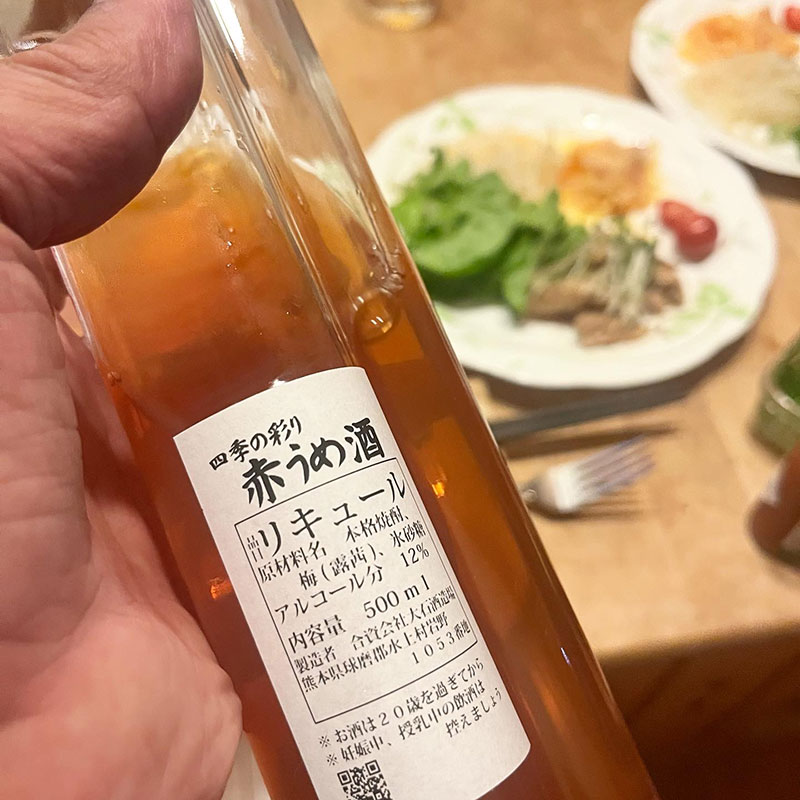 四季の彩り
赤うめ酒
品目 リキュール
原材料名 本格焼酎、
梅(露茜)、氷砂糖
アルコール分 12%
内容量 500ml
製造者 合資会社大石酒造場
熊本県球磨郡水上村岩野
1053番地
※お酒は20歳を過ぎてから
※妊娠中、授乳中の飲酒は
控えましょう